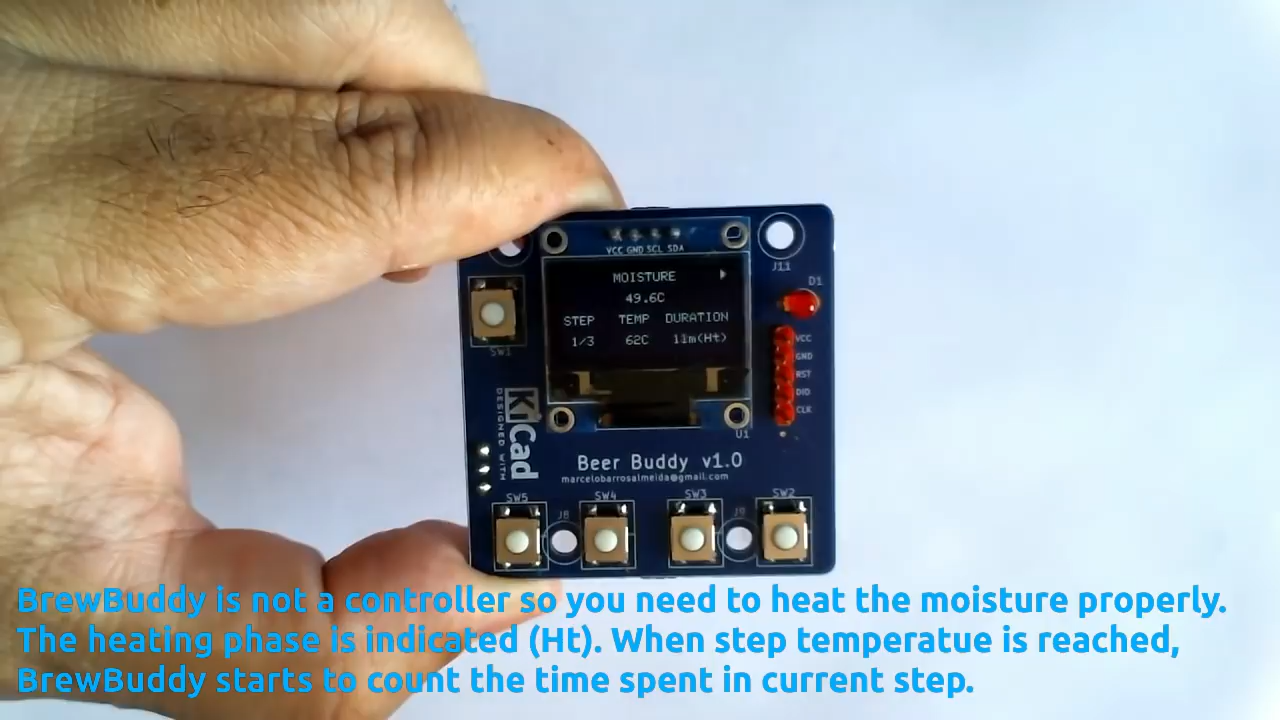 VCC GND SCL SDA
J11
MOISTURE
49.6C
STEP TEMP DURATION
1/3 62C 11m(Ht)
D1
VCC
GND
RST
DIO
CLK
SW1
DESIGNED WITH
KiCad
U1
Beer Buddy v1.0
marcelobarrosalmeida@gmail.com
SW5 SW4 SW3 SW2
J8 J9
BrewBuddy is not a controller so you need to heat the moisture properly.
The heating phase is indicated (Ht). When step temperatue is reached,
BrewBuddy starts to count the time spent in current step.